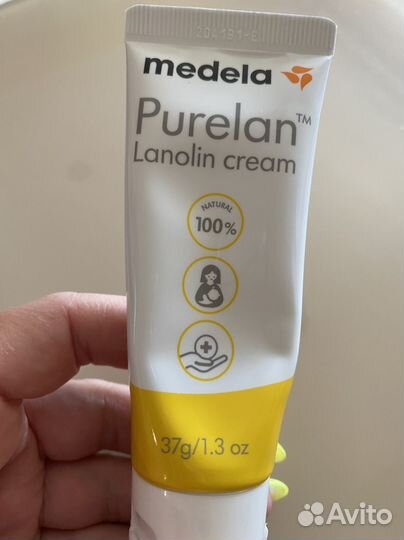 204191-E
medela
Purelan™
Lanolin cream
NATURAL
100%
37g/1.3 oz
Avito